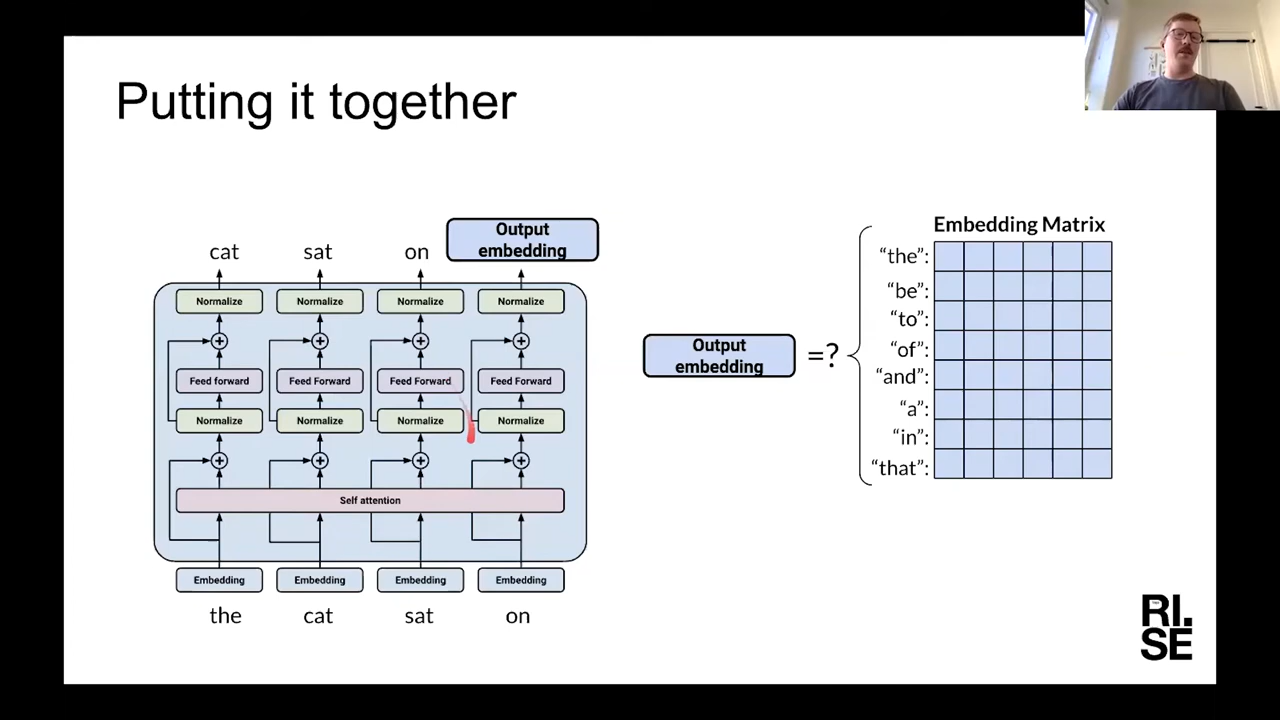 Putting it together
cat sat on Output
embedding
Normalize Normalize Normalize Normalize
Feed forward Feed Forward Feed Forward Feed Forward
Normalize Normalize Normalize Normalize
Self attention
Embedding Embedding Embedding Embedding
the cat sat on
Output
embedding
=?
Embedding Matrix
“the”:
“be”:
“to”:
“of”:
“and”:
“a”:
“in”:
“that”:
RI.
SE